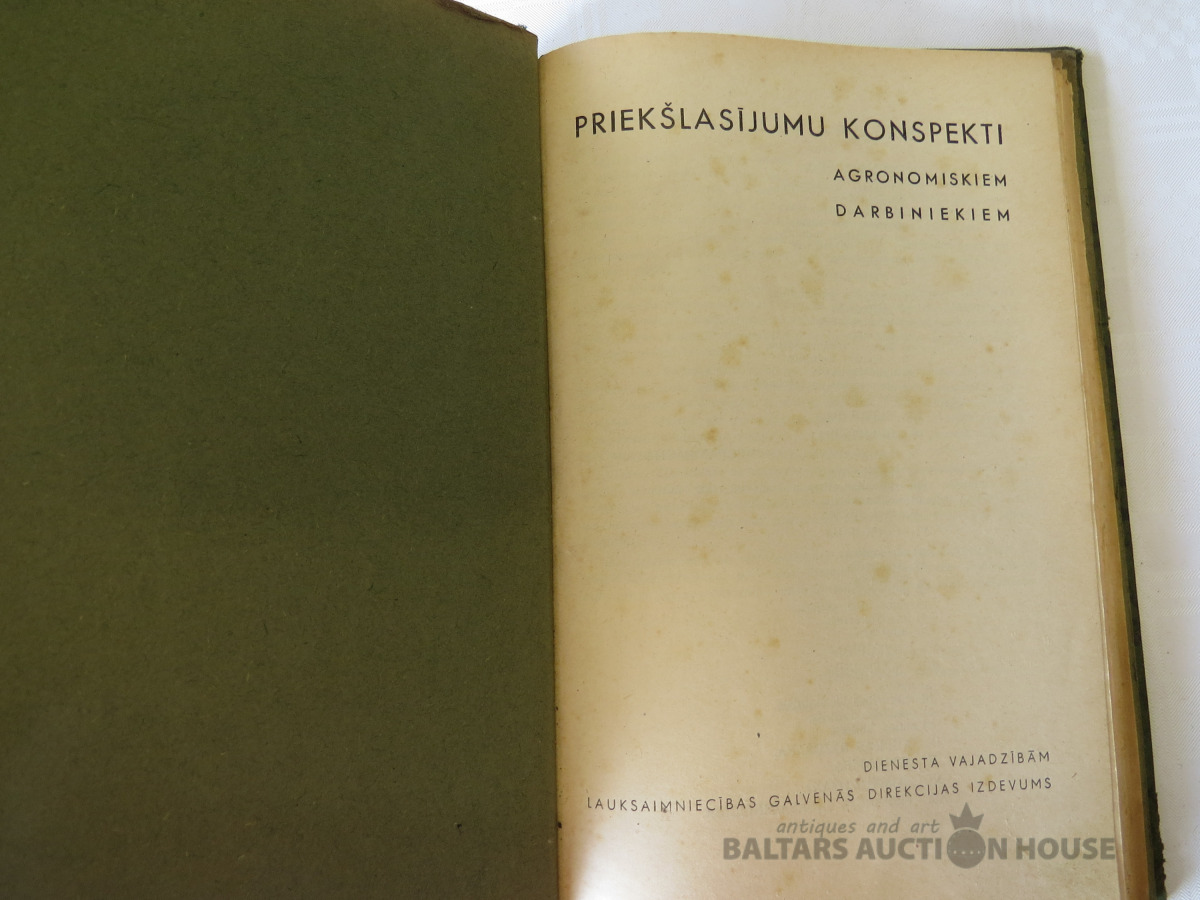 PRIEKŠLASĪJUMU KONSPEKTI
AGRONOMISKIEM
DARBINIEKIEM
DIENESTA VAJADZĪBĀM
LAUKSAIMNIECĪBAS GALVENĀS DIREKCIJAS IZDEVUMS
antiques and art
BALTARS AUCTION HOUSE